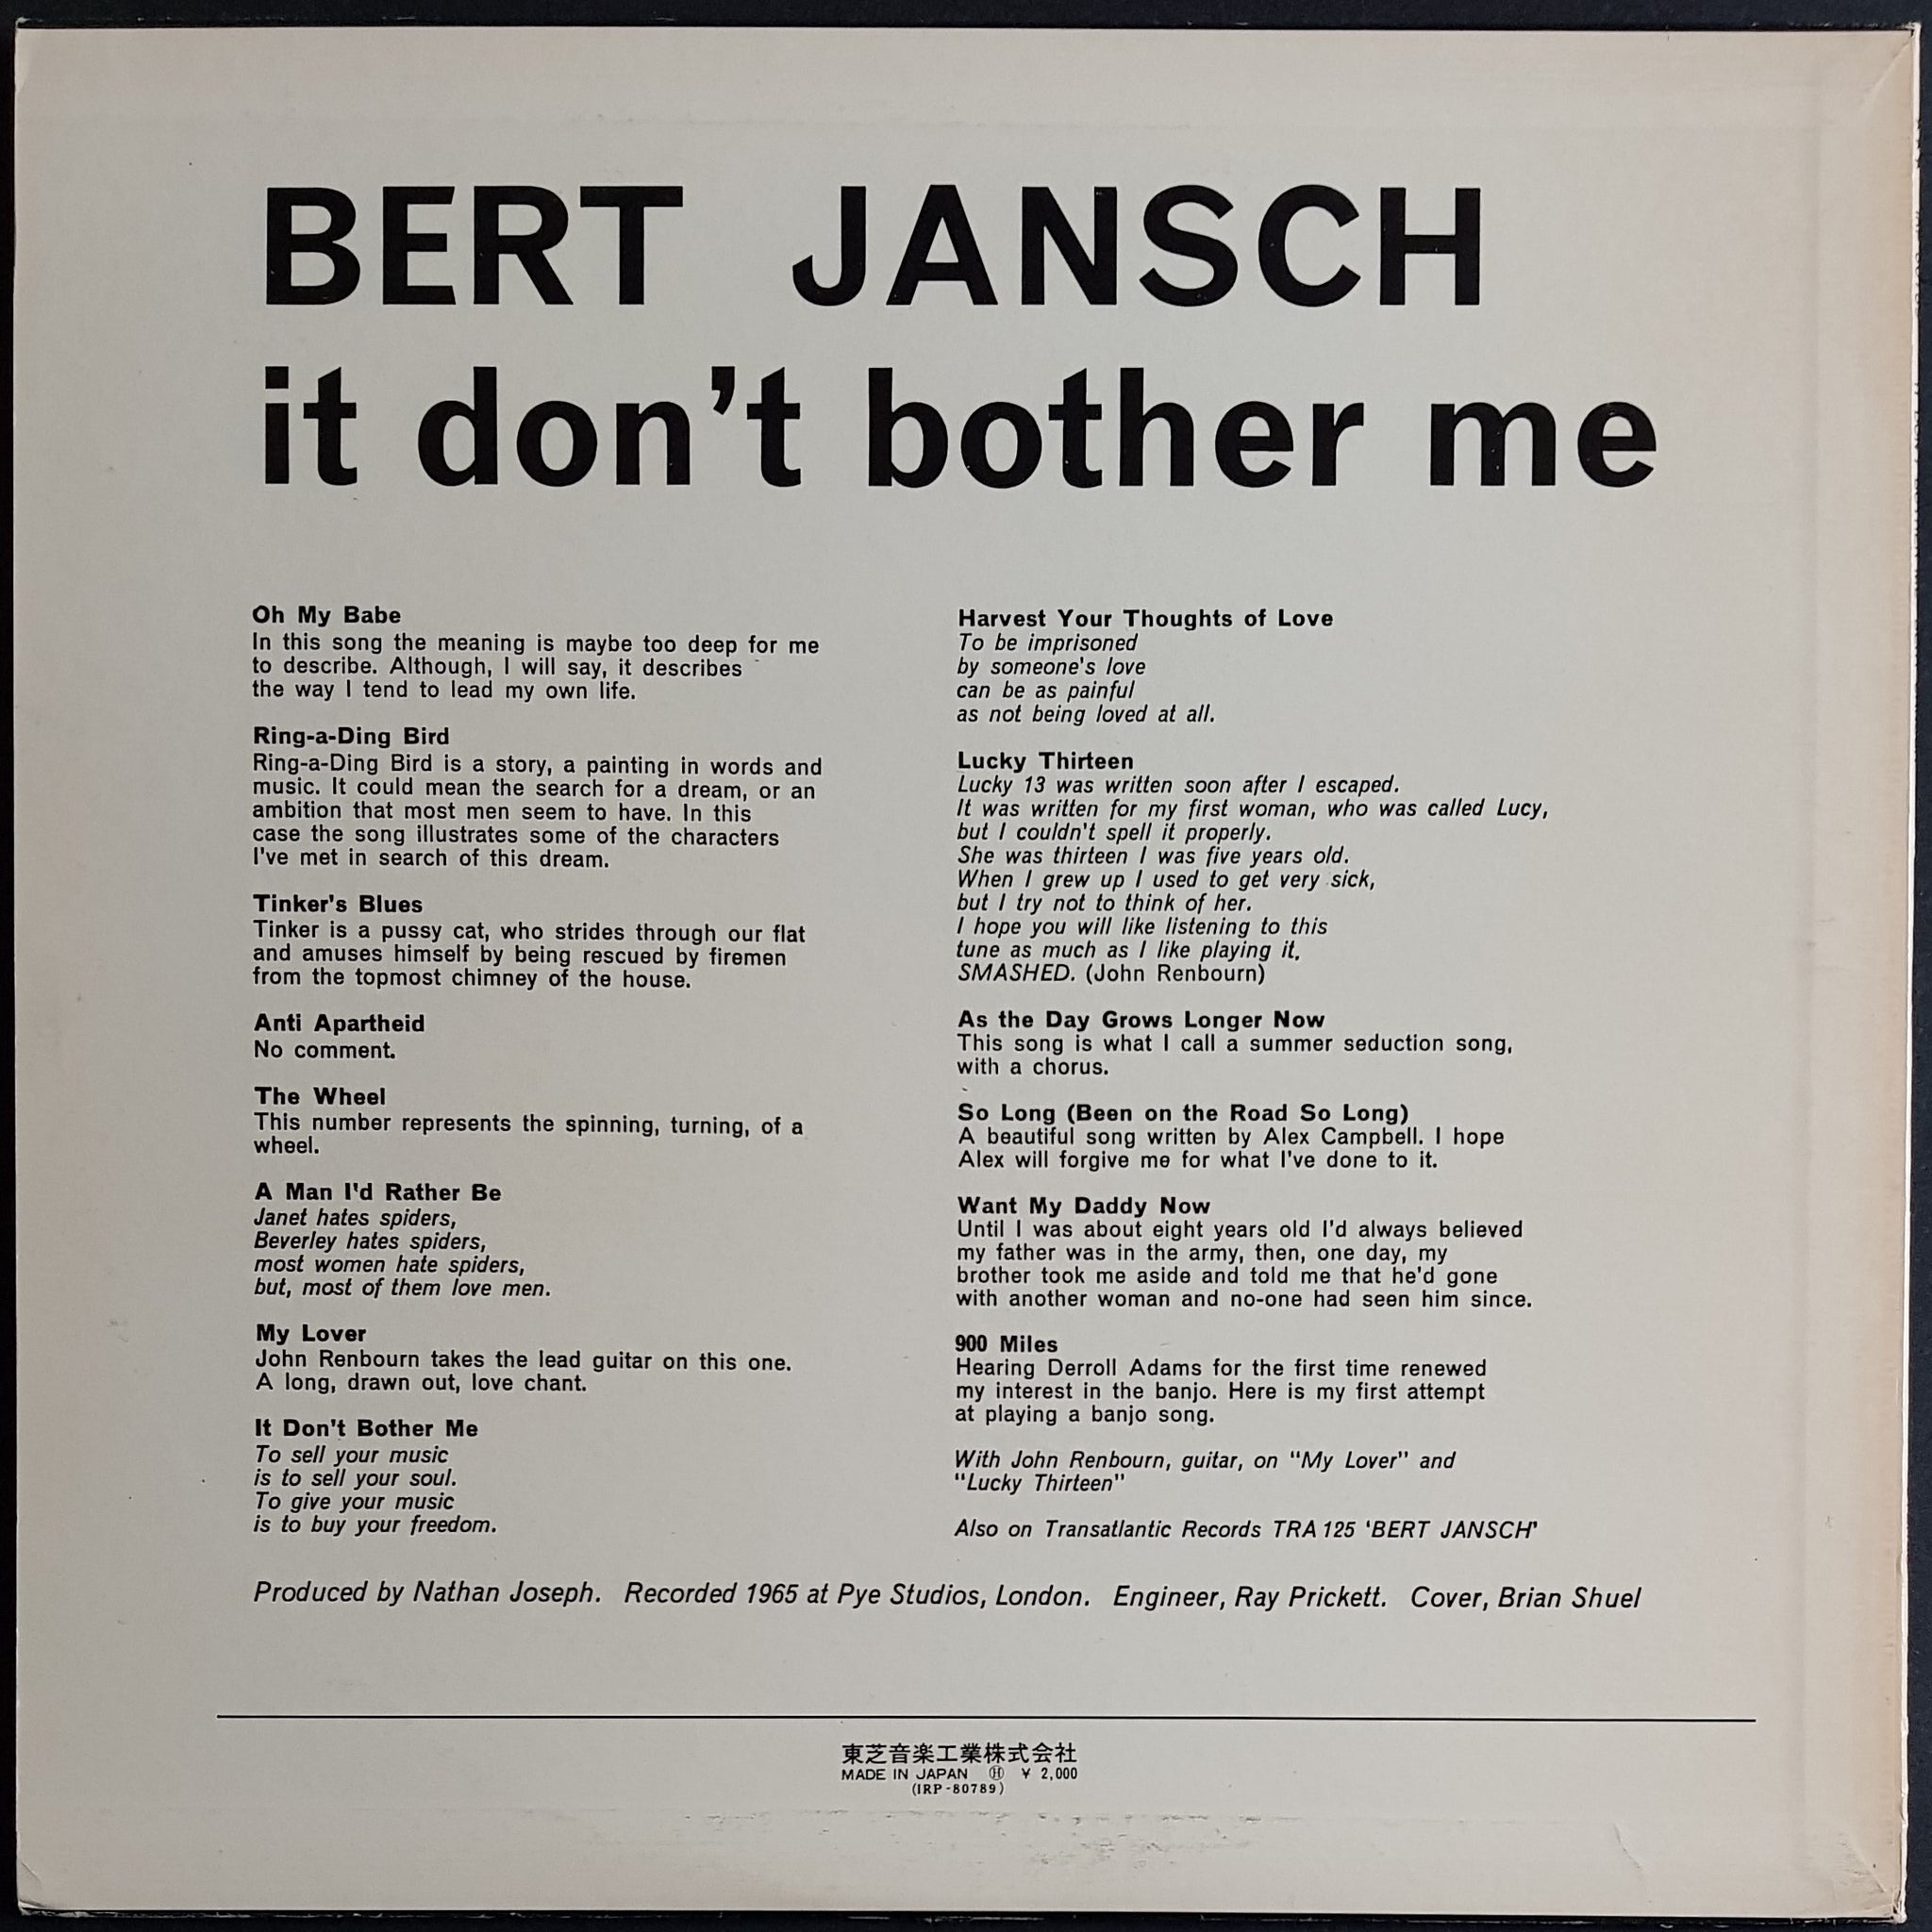 BERT JANSCH
it don't bother me
Oh My Babe
In this song the meaning is maybe too deep for me
to describe. Although, I will say, it describes
the way I tend to lead my own life.
Ring-a-Ding Bird
Ring-a-Ding Bird is a story, a painting in words and
music. It could mean the search for a dream, or an
ambition that most men seem to have. In this
case the song illustrates some of the characters
I've met in search of this dream.
Tinker's Blues
Tinker is a pussy cat, who strides through our flat
and amuses himself by being rescued by firemen
from the topmost chimney of the house.
Anti Apartheid
No comment.
The Wheel
This number represents the spinning, turning, of a
wheel.
A Man I'd Rather Be
Janet hates spiders,
Beverley hates spiders,
most women hate spiders,
but, most of them love men.
My Lover
John Renbourn takes the lead guitar on this one.
A long, drawn out, love chant.
It Don't Bother Me
To sell your music
is to sell your soul.
To give your music
is to buy your freedom.
Harvest Your Thoughts of Love
To be imprisoned
by someone's love
can be as painful
as not being loved at all.
Lucky Thirteen
Lucky 13 was written soon after I escaped.
It was written for my first woman, who was called Lucy,
but I couldn't spell it properly.
She was thirteen I was five years old.
When I grew up I used to get very sick,
but I try not to think of her.
I hope you will like listening to this
tune as much as I like playing it,
SMASHED. (John Renbourn)
As the Day Grows Longer Now
This song is what I call a summer seduction song,
with a chorus.
So Long (Been on the Road So Long)
A beautiful song written by Alex Campbell. I hope
Alex will forgive me for what I've done to it.
Want My Daddy Now
Until I was about eight years old I'd always believed
my father was in the army, then, one day, my
brother took me aside and told me that he'd gone
with another woman and no-one had seen him since.
900 Miles
Hearing Derroll Adams for the first time renewed
my interest in the banjo. Here is my first attempt
at playing a banjo song.
With John Renbourn, guitar, on "My Lover" and
"Lucky Thirteen"
Also on Transatlantic Records TRA 125 'BERT JANSCH'
Produced by Nathan Joseph. Recorded 1965 at Pye Studios, London. Engineer, Ray Prickett. Cover, Brian Shuel
東芝音楽工業株式会社
MADE IN JAPAN Ⓗ ¥ 2,000
(IRP-80789)